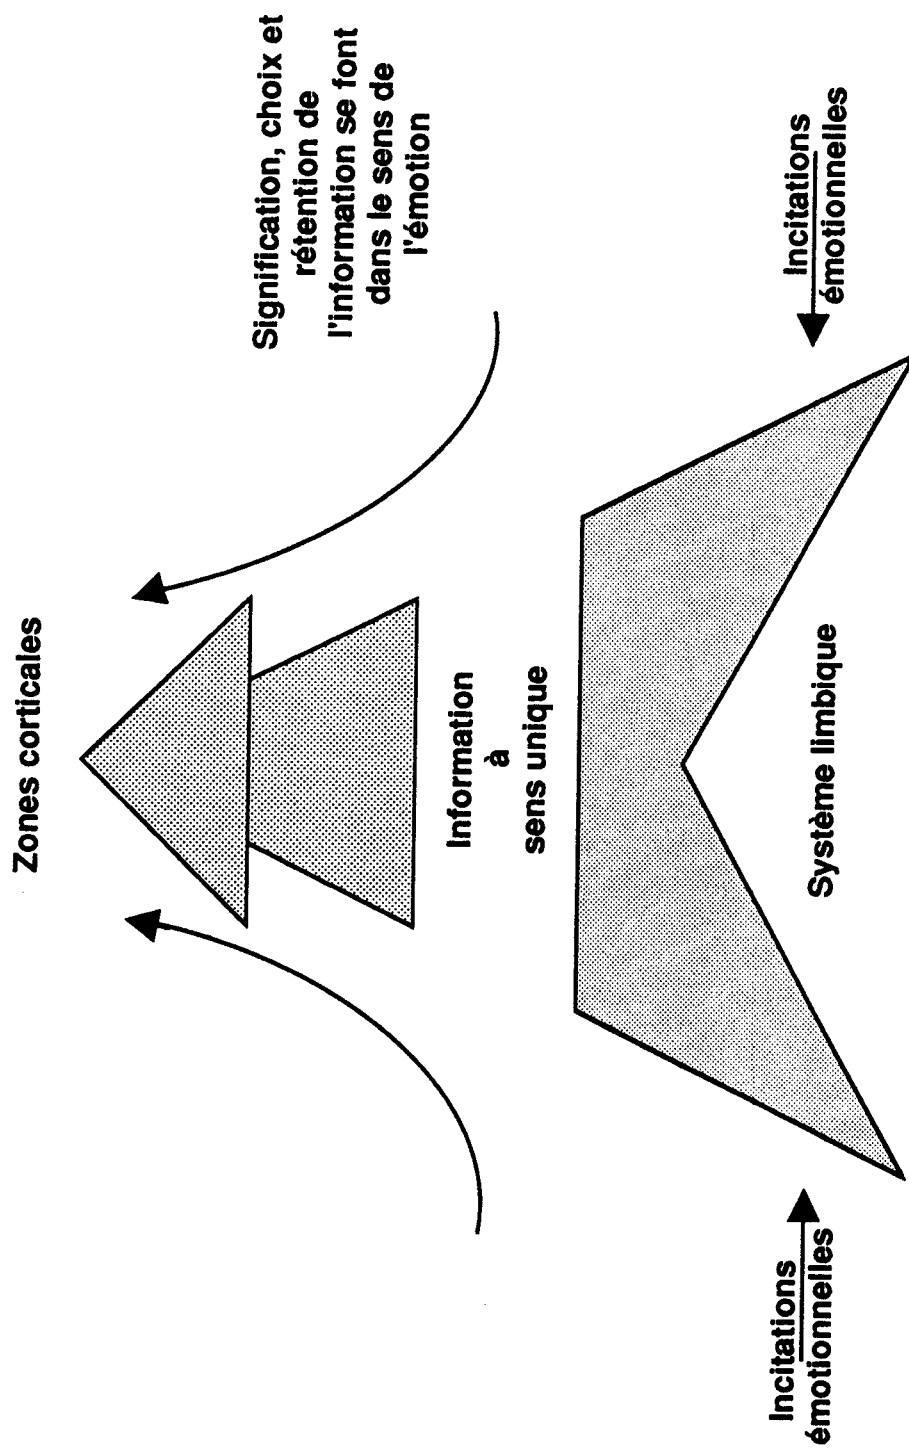 Zones corticales
Signification, choix et
rétention de
l'information se font
dans le sens de
l'émotion
Information
à
sens unique
Incitations
émotionnelles
Système limbique
Incitations
émotionnelles